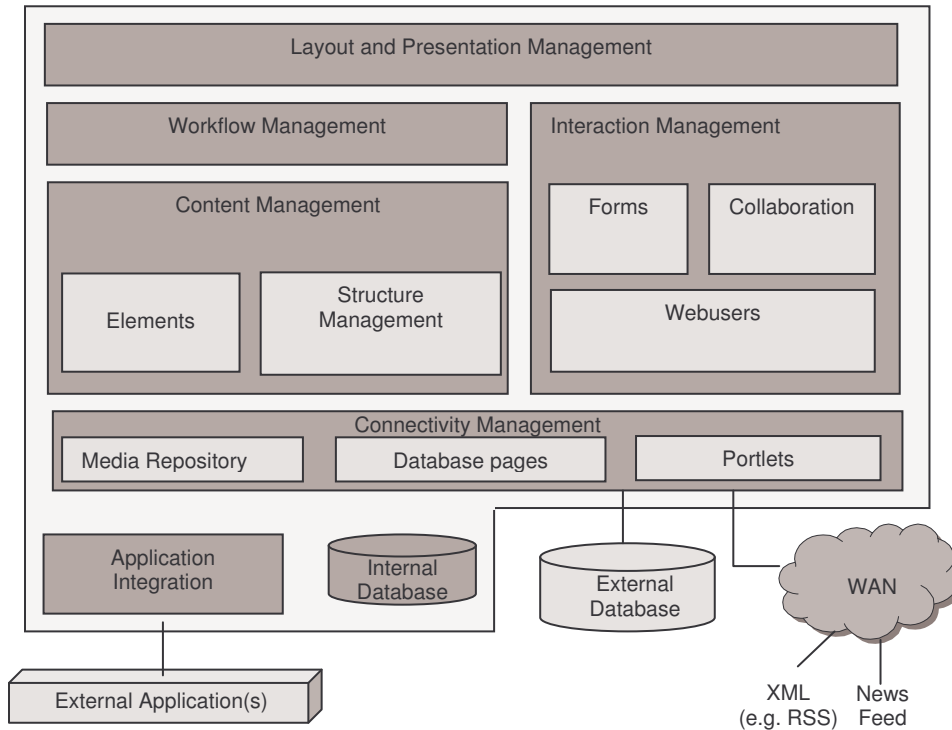 Layout and Presentation Management
Workflow Management
Interaction Management
Content Management
Forms
Collaboration
Elements
Structure
Management
Webusers
Connectivity Management
Media Repository
Database pages
Portlets
Application
Integration
Internal
Database
External
Database
WAN
External Application(s)
XML
(e.g. RSS)
News
Feed